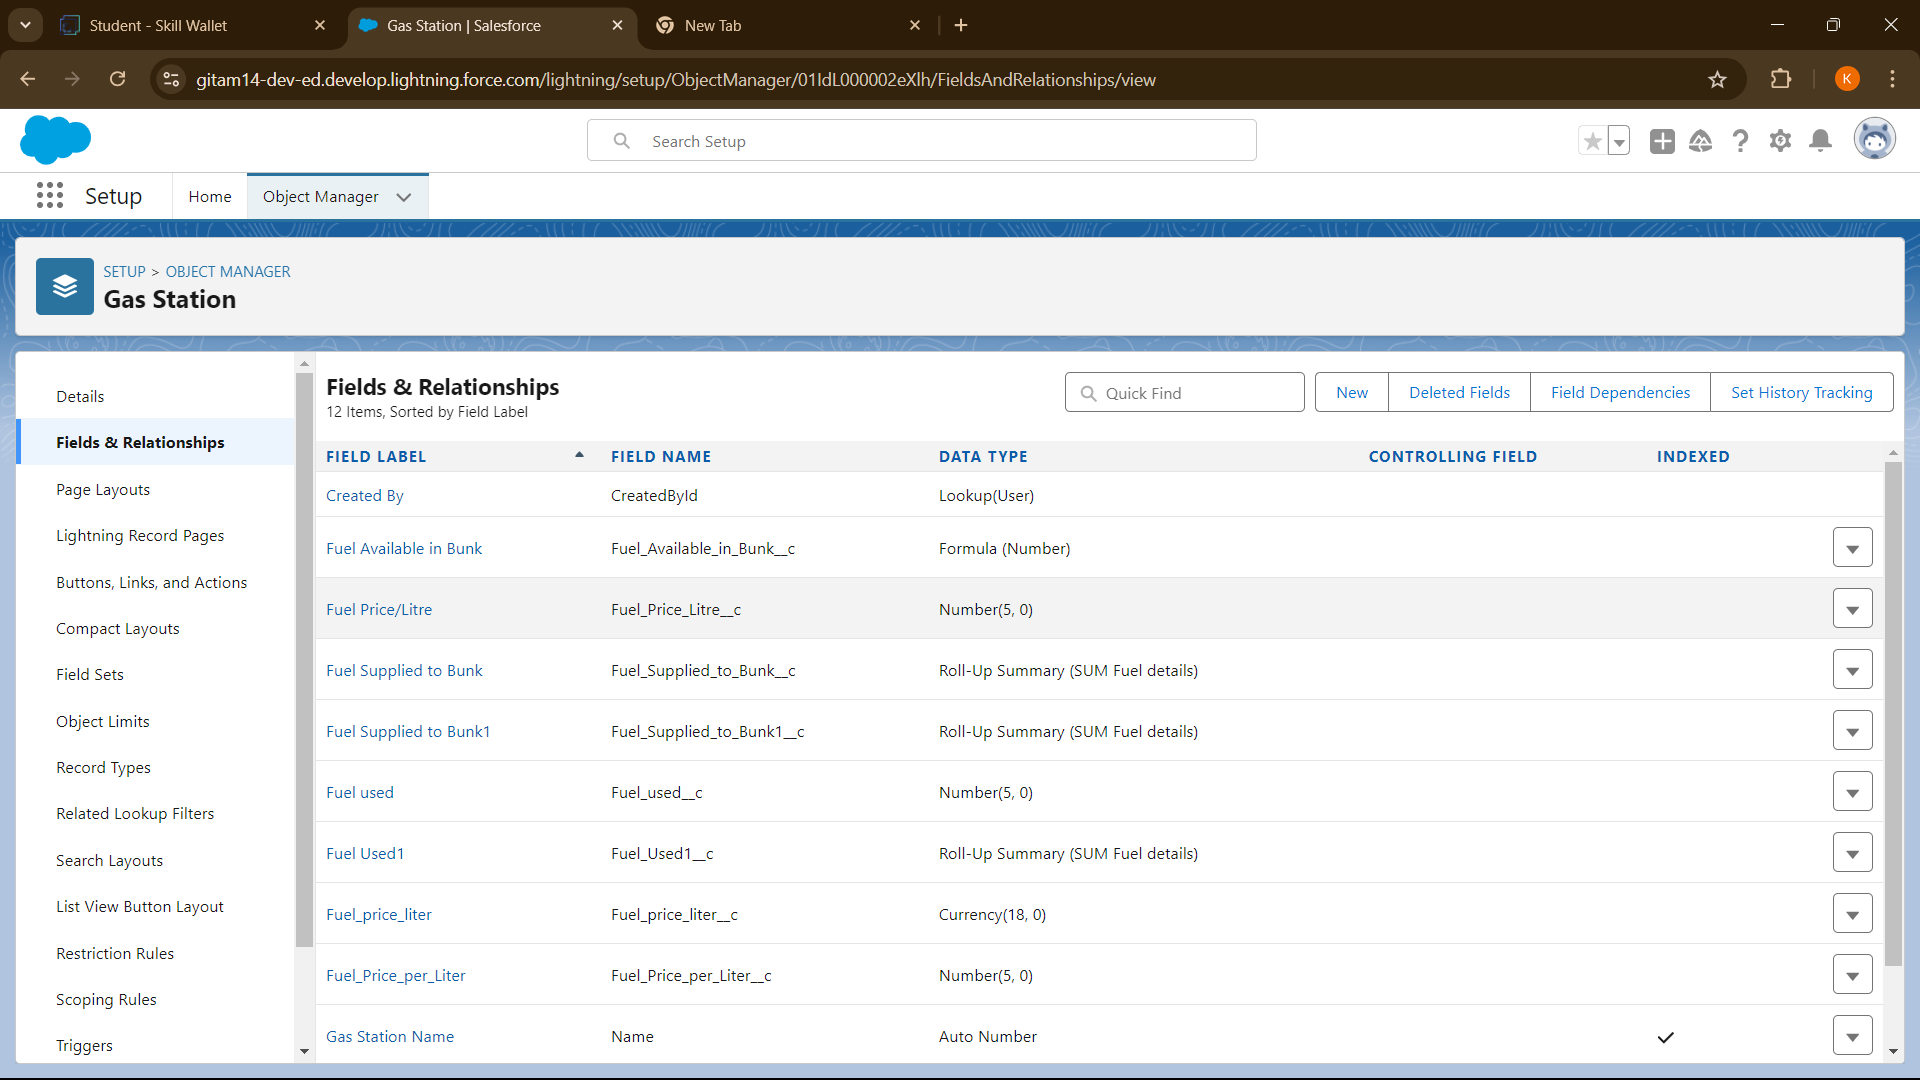 Student - Skill Wallet
Gas Station | Salesforce
New Tab
gitam14-dev-ed.develop.lightning.force.com/lightning/setup/ObjectManager/01IdL000002eXlh/FieldsAndRelationships/view
K
Search Setup
Setup
Home
Object Manager
SETUP > OBJECT MANAGER
Gas Station
Details
Fields & Relationships
Page Layouts
Lightning Record Pages
Buttons, Links, and Actions
Compact Layouts
Field Sets
Object Limits
Record Types
Related Lookup Filters
Search Layouts
List View Button Layout
Restriction Rules
Scoping Rules
Triggers
Fields & Relationships
12 Items, Sorted by Field Label
Quick Find
New
Deleted Fields
Field Dependencies
Set History Tracking
FIELD LABEL FIELD NAME DATA TYPE CONTROLLING FIELD INDEXED
Created By CreatedById Lookup(User)
Fuel Available in Bunk Fuel_Available_in_Bunk__c Formula (Number)
Fuel Price/Litre Fuel_Price_Litre__c Number(5, 0)
Fuel Supplied to Bunk Fuel_Supplied_to_Bunk__c Roll-Up Summary (SUM Fuel details)
Fuel Supplied to Bunk1 Fuel_Supplied_to_Bunk1__c Roll-Up Summary (SUM Fuel details)
Fuel used Fuel_used__c Number(5, 0)
Fuel Used1 Fuel_Used1__c Roll-Up Summary (SUM Fuel details)
Fuel_price_liter Fuel_price_liter__c Currency(18, 0)
Fuel_Price_per_Liter Fuel_Price_per_Liter__c Number(5, 0)
Gas Station Name Name Auto Number